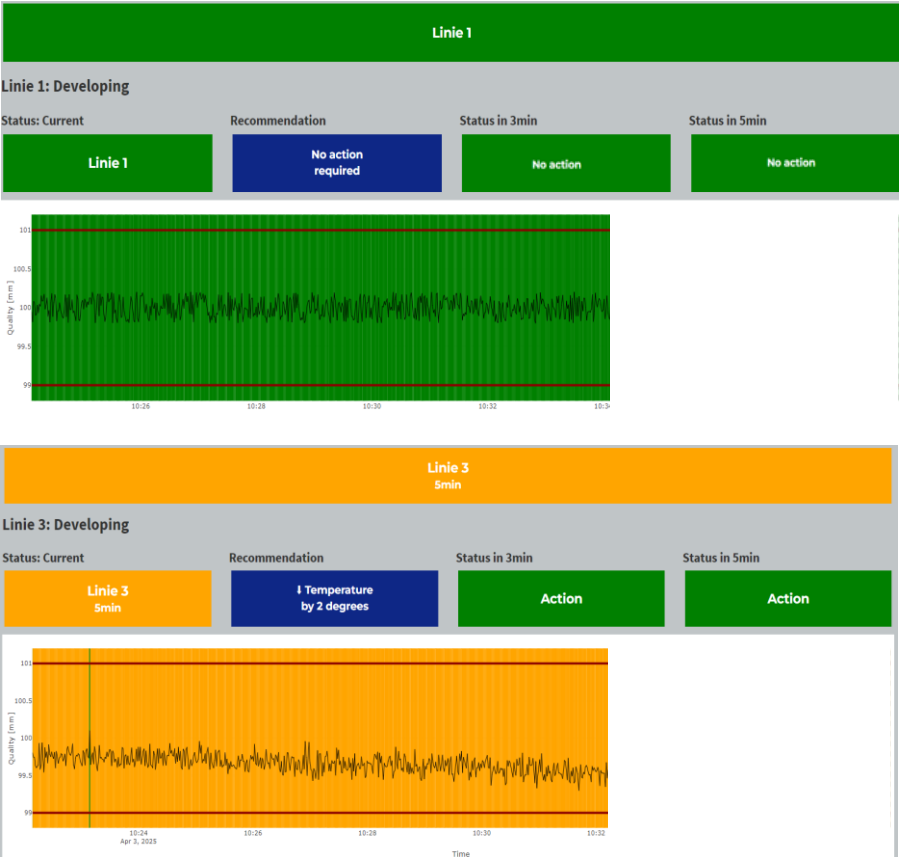 Linie 1
Linie 1: Developing
Status: Current
Recommendation
Status in 3min
Status in 5min
Linie 1
No action
required
No action
No action
101
100.5
100
99.5
99
Quality [mm]
10:26
10:28
10:30
10:32
10:34
Linie 3
5min
Linie 3: Developing
Status: Current
Recommendation
Status in 3min
Status in 5min
Linie 3
5min
⬇ Temperature
by 2 degrees
Action
Action
101
100.5
100
99.5
99
Quality [mm]
10:24
Apr 3, 2025
10:26
10:28
10:30
10:32
Time